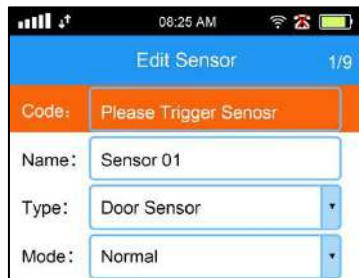 08:25 AM
Edit Sensor 1/9
Code: Please Trigger Senosr
Name: Sensor 01
Type: Door Sensor
Mode: Normal